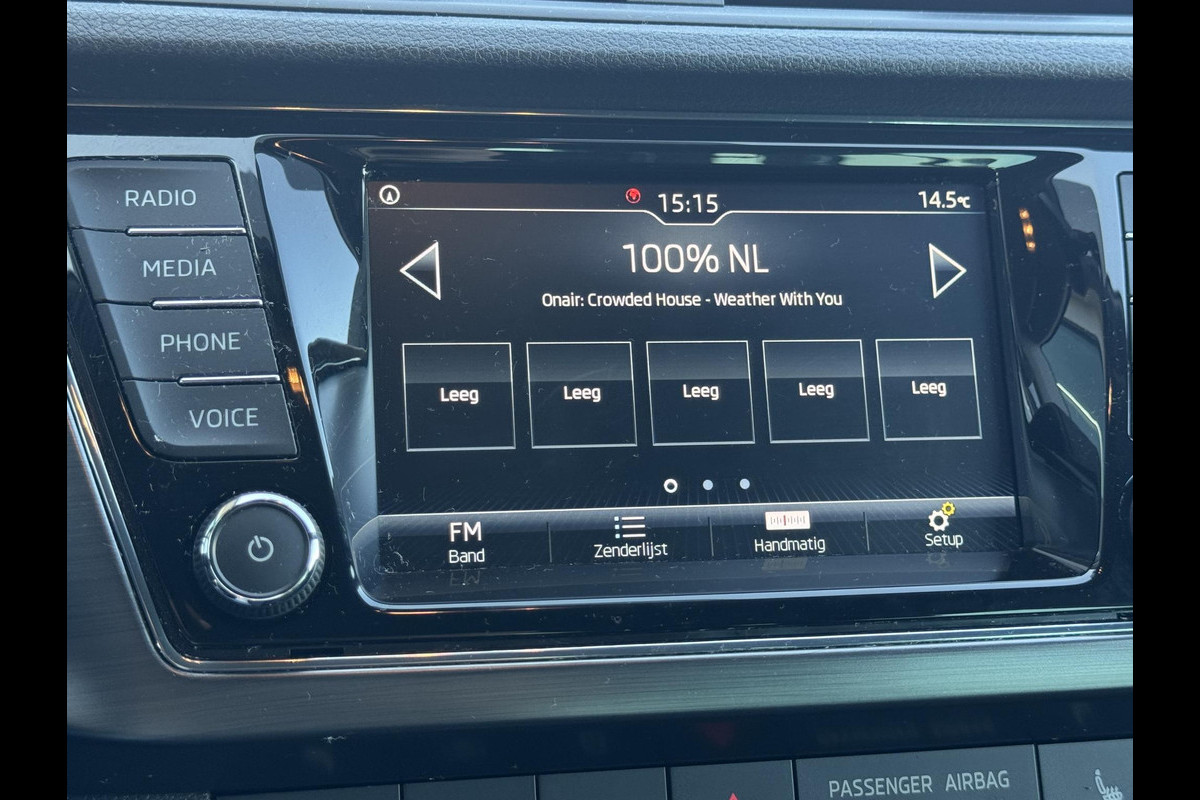 RADIO
MEDIA
PHONE
VOICE
15:15
14.5°C
100% NL
Onair: Crowded House - Weather With You
Leeg
Leeg
Leeg
Leeg
Leeg
FM
Band
Zenderlijst
Handmatig
Setup
PASSENGER AIRBAG